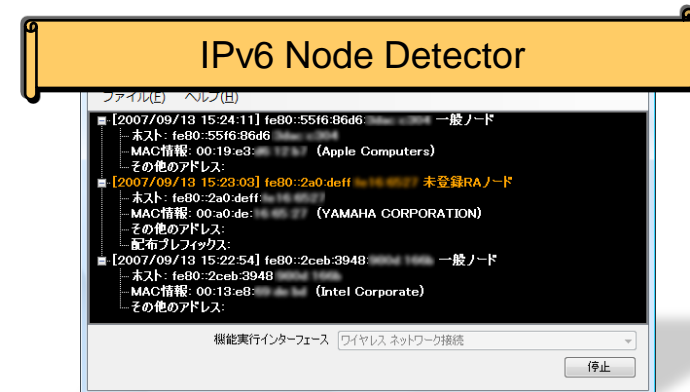 IPv6 Node Detector
ファイル(F) ヘルプ(H)
[2007/09/13 15:24:11] fe80::55f6:86d6: 一般ノード
ホスト: fe80::55f6:86d6
MAC情報: 00:19:e3: (Apple Computers)
その他のアドレス:
[2007/09/13 15:23:03] fe80::2a0:deff 未登録RAノード
ホスト: fe80::2a0:deff:
MAC情報: 00:a0:de: (YAMAHA CORPORATION)
その他のアドレス:
配布プレフィックス:
[2007/09/13 15:22:54] fe80::2ceb:3948: 一般ノード
ホスト: fe80::2ceb:3948
MAC情報: 00:13:e8: (Intel Corporate)
その他のアドレス:
機能実行インターフェース ワイヤレス ネットワーク接続
停止